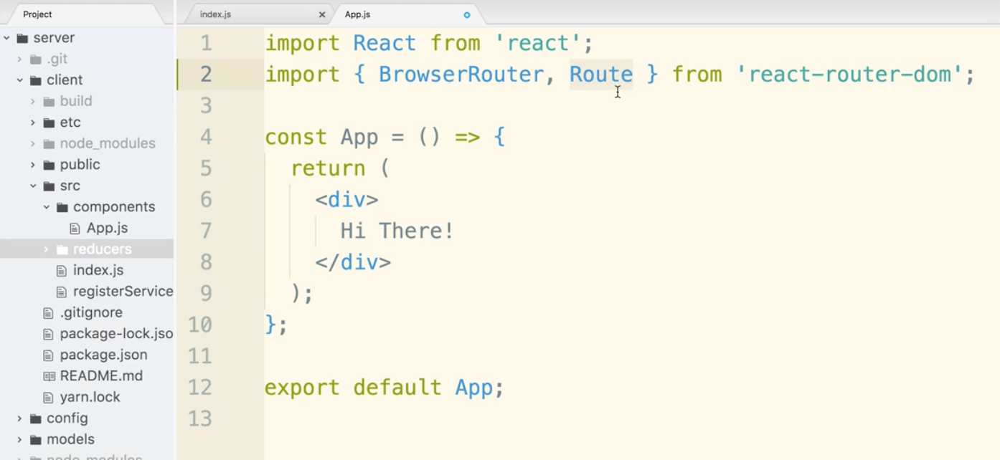 Project
server
.git
client
build
etc
node_modules
public
src
components
App.js
reducers
index.js
registerService
.gitignore
package-lock.jso
package.json
README.md
yarn.lock
config
models
node_modules
index.js
App.js
1 import React from 'react';
2 import { BrowserRouter, Route } from 'react-router-dom';
3
4 const App = () => {
5 return (
6 <div>
7 Hi There!
8 </div>
9 );
10 };
11
12 export default App;
13